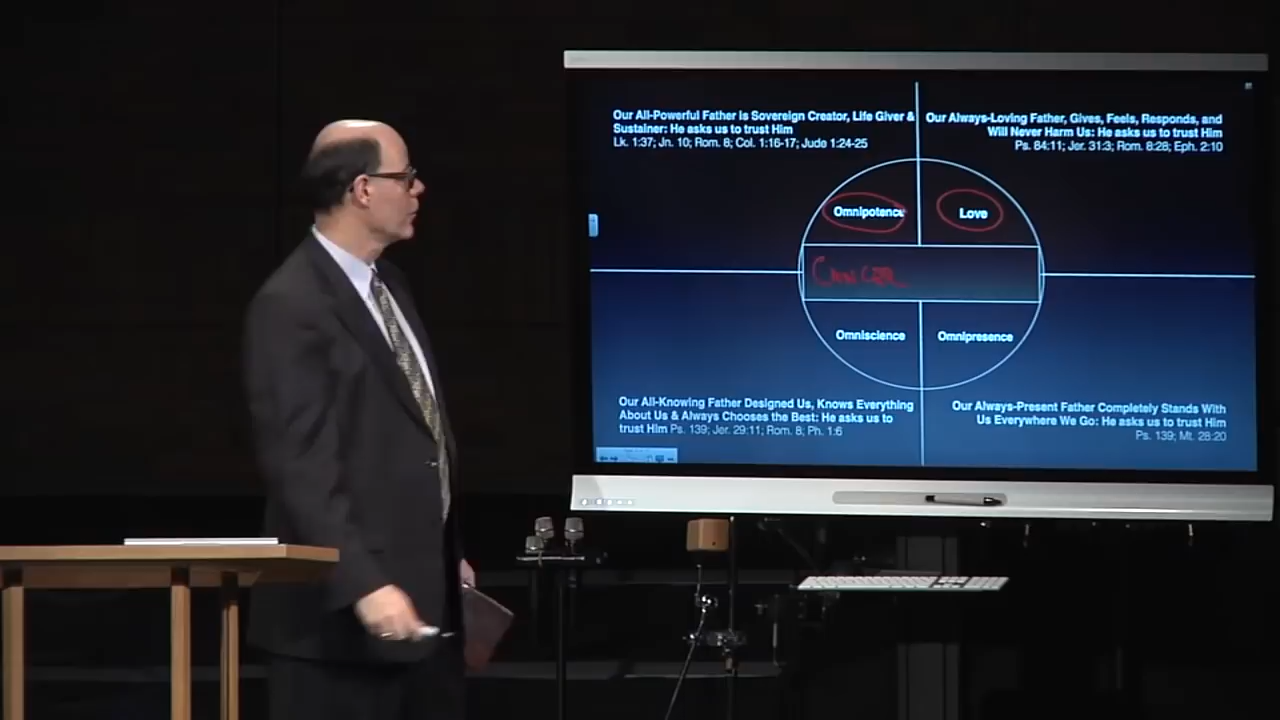 Our All-Powerful Father is Sovereign Creator, Life Giver &
Sustainer: He asks us to trust Him
Lk. 1:37; Jn. 10; Rom. 8; Col. 1:16-17; Jude 1:24-25
Our Always-Loving Father, Gives, Feels, Responds, and
Will Never Harm Us: He asks us to trust Him
Ps. 84:11; Jer. 31:3; Rom. 8:28; Eph. 2:10
Omnipotence
Love
Cancer
Omniscience
Omnipresence
Our All-Knowing Father Designed Us, Knows Everything
About Us & Always Chooses the Best: He asks us to
trust Him Ps. 139; Jer. 29:11; Rom. 8; Ph. 1:6
Our Always-Present Father Completely Stands With
Us Everywhere We Go: He asks us to trust Him
Ps. 139; Mt. 28:20